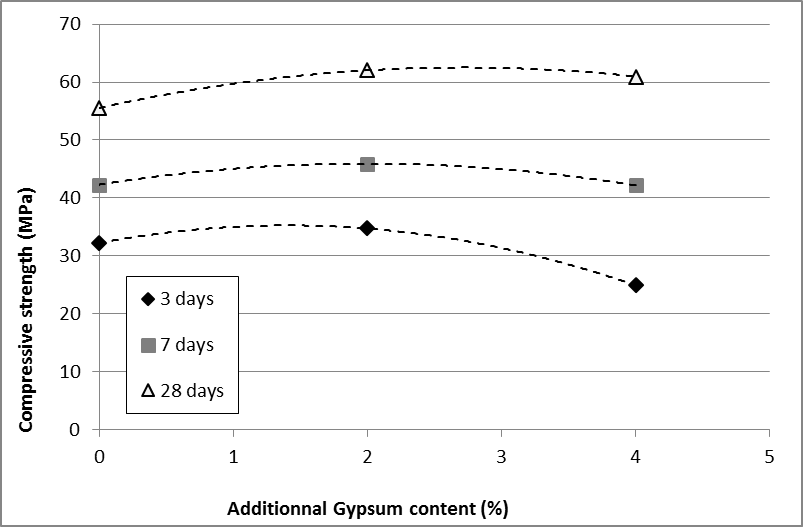 70
60
50
40
30
20
10
0
Compressive strength (MPa)
3 days
7 days
28 days
0 1 2 3 4 5
Additionnal Gypsum content (%)